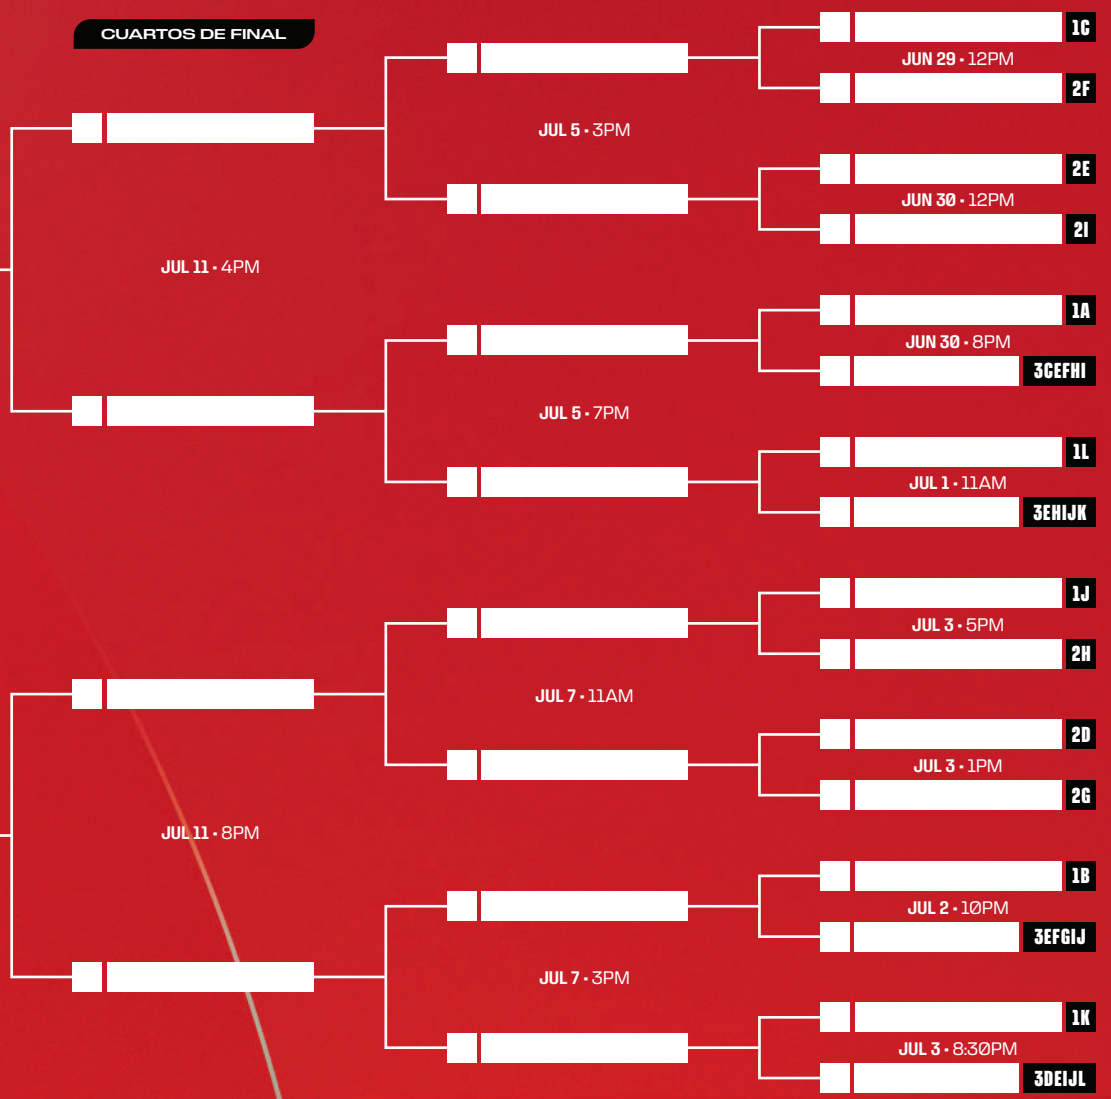 CUARTOS DE FINAL
JUL 11 • 4PM
JUL 11 • 8PM
JUL 5 • 3PM
JUL 5 • 7PM
JUL 7 • 11AM
JUL 7 • 3PM
1C
JUN 29 • 12PM
2F
2E
JUN 30 • 12PM
2I
1A
JUN 30 • 8PM
3CEFHI
1L
JUL 1 • 11AM
3EHIJK
1J
JUL 3 • 5PM
2H
2D
JUL 3 • 1PM
2G
1B
JUL 2 • 10PM
3EFGIJ
1K
JUL 3 • 8:30PM
3DEIJL